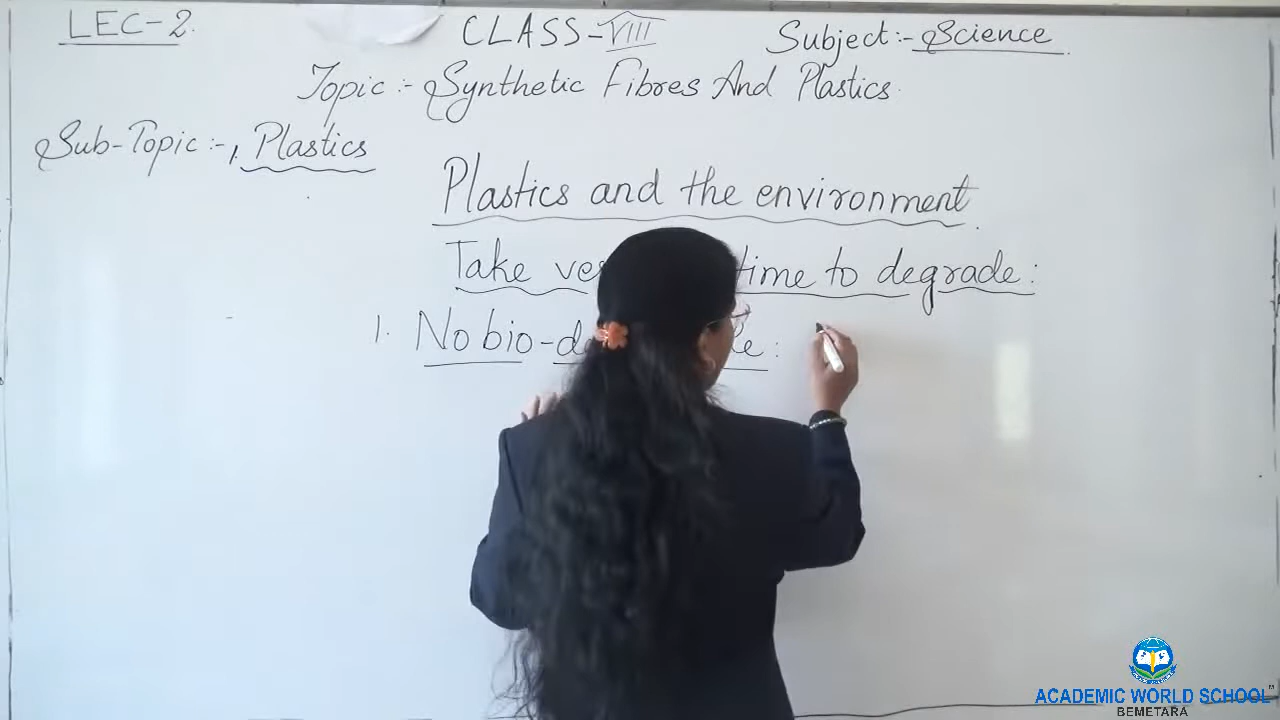 LEC-2.
CLASS-VIII
Subject:- Science
Topic:- Synthetic Fibres And Plastics.
Sub-Topic:-1. Plastics
Plastics and the environment
Take time to degrade:
1. No bio-
ACADEMIC WORLD SCHOOL
BEMETARA